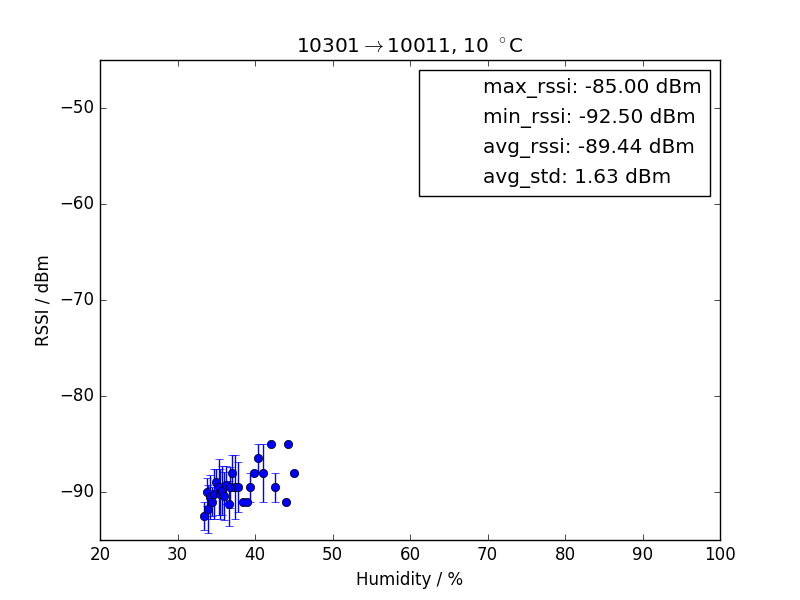 10301→10011, 10 °C
max_rssi: -85.00 dBm
min_rssi: -92.50 dBm
avg_rssi: -89.44 dBm
avg_std: 1.63 dBm
RSSI / dBm
−50
−60
−70
−80
−90
20 30 40 50 60 70 80 90 100
Humidity / %